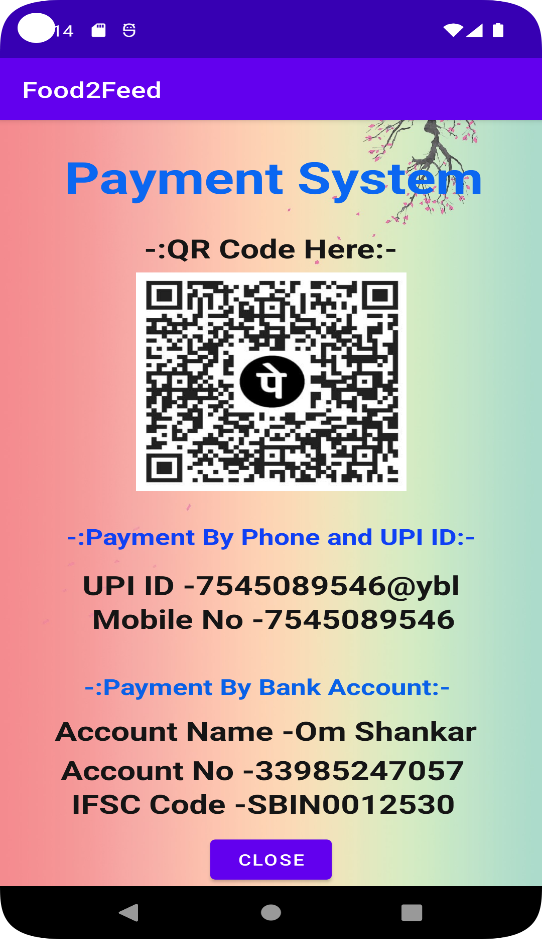 14
Food2Feed
Payment System
-:QR Code Here:-
पे
-:Payment By Phone and UPI ID:-
UPI ID -7545089546@ybl
Mobile No -7545089546
-:Payment By Bank Account:-
Account Name -Om Shankar
Account No -33985247057
IFSC Code -SBIN0012530
CLOSE